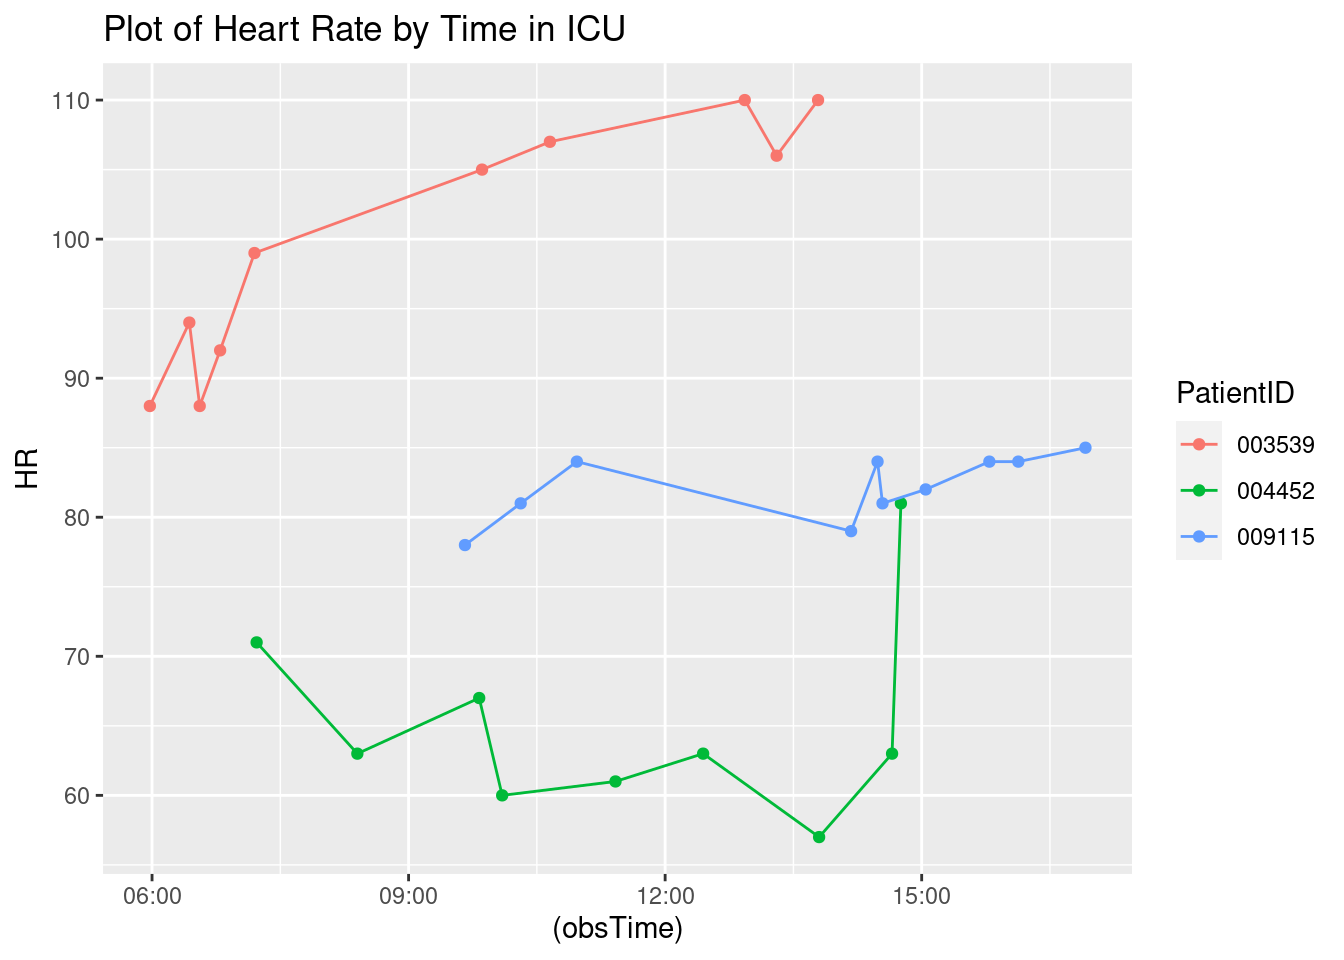 Plot of Heart Rate by Time in ICU
110
100
90
80
70
60
HR
06:00 09:00 12:00 15:00
(obsTime)
PatientID
003539
004452
009115